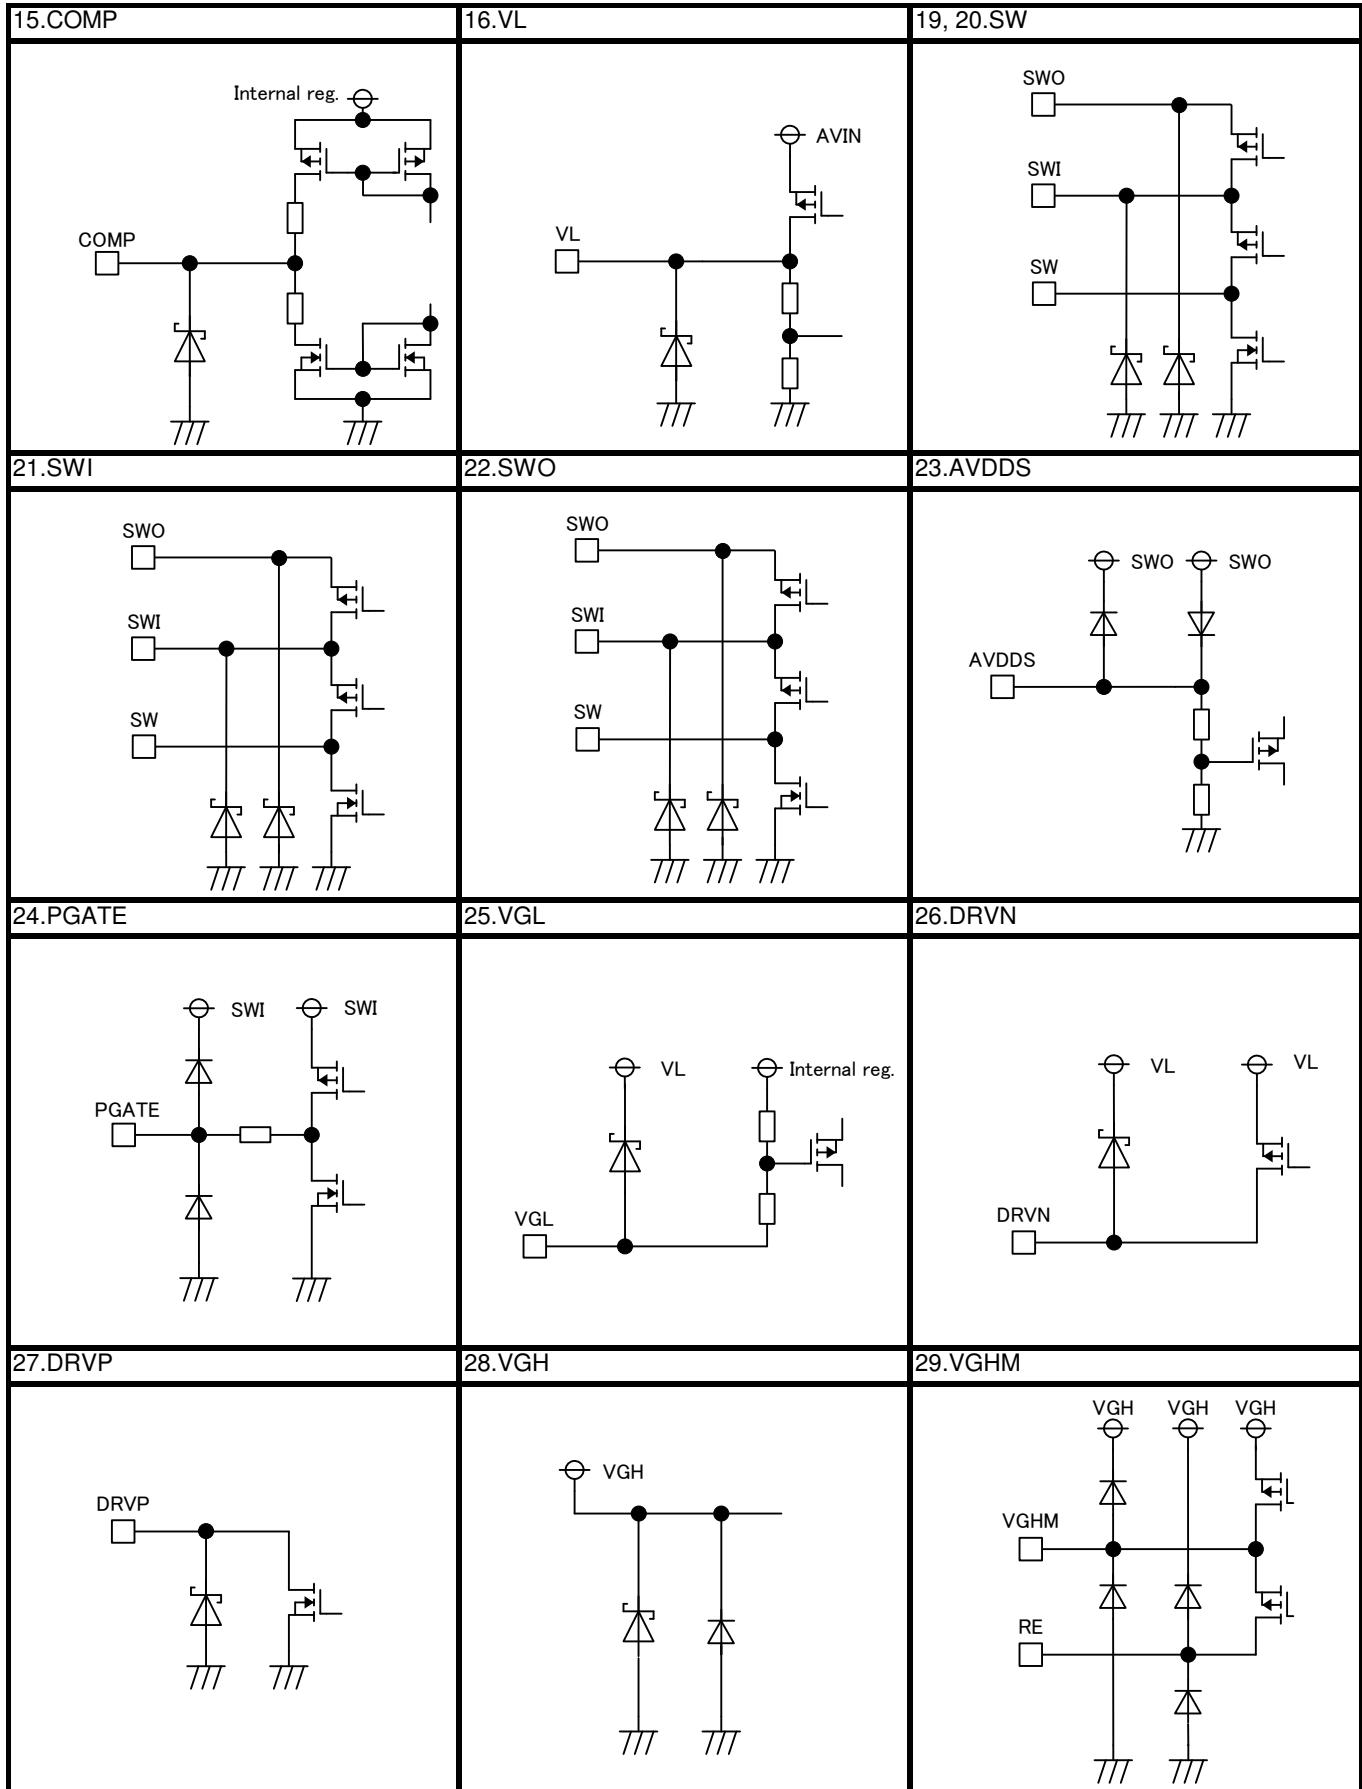 15.COMP
16.VL
19, 20.SW
Internal reg.
COMP
AVIN
VL
SWO
SWI
SW
21.SWI
22.SWO
23.AVDDS
SWO
SWI
SW
SWO
SWI
SW
SWO SWO
AVDDS
24.PGATE
25.VGL
26.DRVN
SWI SWI
PGATE
VL Internal reg.
VGL
VL VL
DRVN
27.DRVP
28.VGH
29.VGHM
DRVP
VGH
VGH VGH VGH
VGHM
RE